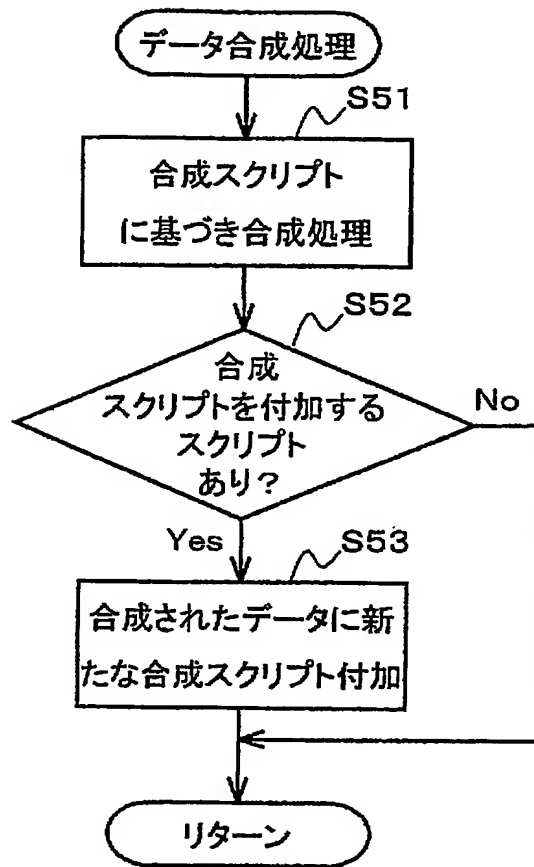 データ合成処理
S51
合成スクリプト
に基づき合成処理
S52
合成
スクリプトを付加する
スクリプト
あり?
No
Yes
S53
合成されたデータに新
たな合成スクリプト付加
リターン